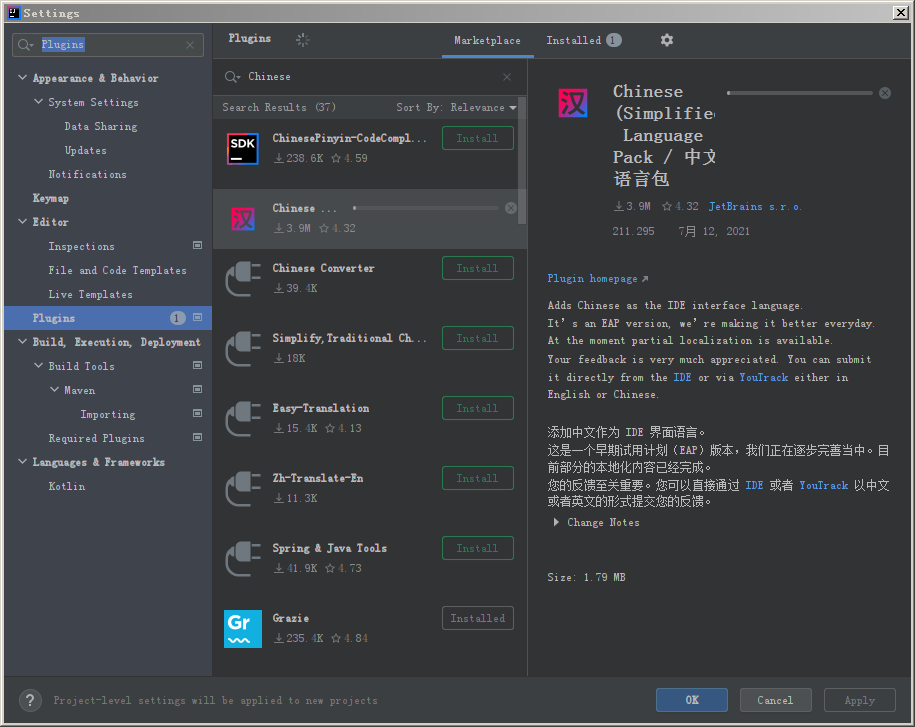 Settings
Plugins
Appearance & Behavior
System Settings
Data Sharing
Updates
Notifications
Keymap
Editor
Inspections
File and Code Templates
Live Templates
Plugins 1
Build, Execution, Deployment
Build Tools
Maven
Importing
Required Plugins
Languages & Frameworks
Kotlin
Plugins
Marketplace Installed 1
Chinese
Search Results (37) Sort By: Relevance
SDK
ChinesePinyin-CodeCompl... Install
238.6K 4.59
汉
Chinese ...
3.9M 4.32
Chinese Converter Install
39.4K
Simplify,Traditional Ch... Install
18K
Easy-Translation Install
15.4K 4.13
Zh-Translate-En Install
11.3K
Spring & Java Tools Install
41.9K 4.73
Gr
Grazie Installed
235.4K 4.84
汉
Chinese
(Simplified
Language
Pack / 中文
语言包
3.9M 4.32 JetBrains s.r.o.
211.295 7月 12, 2021
Plugin homepage
Adds Chinese as the IDE interface language.
It’s an EAP version, we’re making it better everyday.
At the moment partial localization is available.
Your feedback is very much appreciated. You can submit
it directly from the IDE or via YouTrack either in
English or Chinese.
添加中文作为 IDE 界面语言。
这是一个早期试用计划（EAP）版本，我们正在逐步完善当中。目
前部分的本地化内容已经完成。
您的反馈至关重要。您可以直接通过 IDE 或者 YouTrack 以中文
或者英文的形式提交您的反馈。
Change Notes
Size: 1.79 MB
? Project-level settings will be applied to new projects
OK Cancel Apply